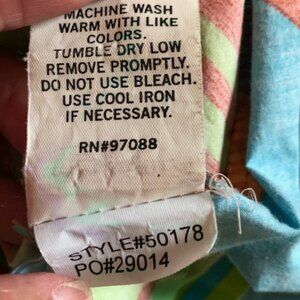 MACHINE WASH
WARM WITH LIKE
COLORS.
TUMBLE DRY LOW
REMOVE PROMPTLY.
DO NOT USE BLEACH.
USE COOL IRON
IF NECESSARY.
RN#97088
STYLE#50178
PO#29014